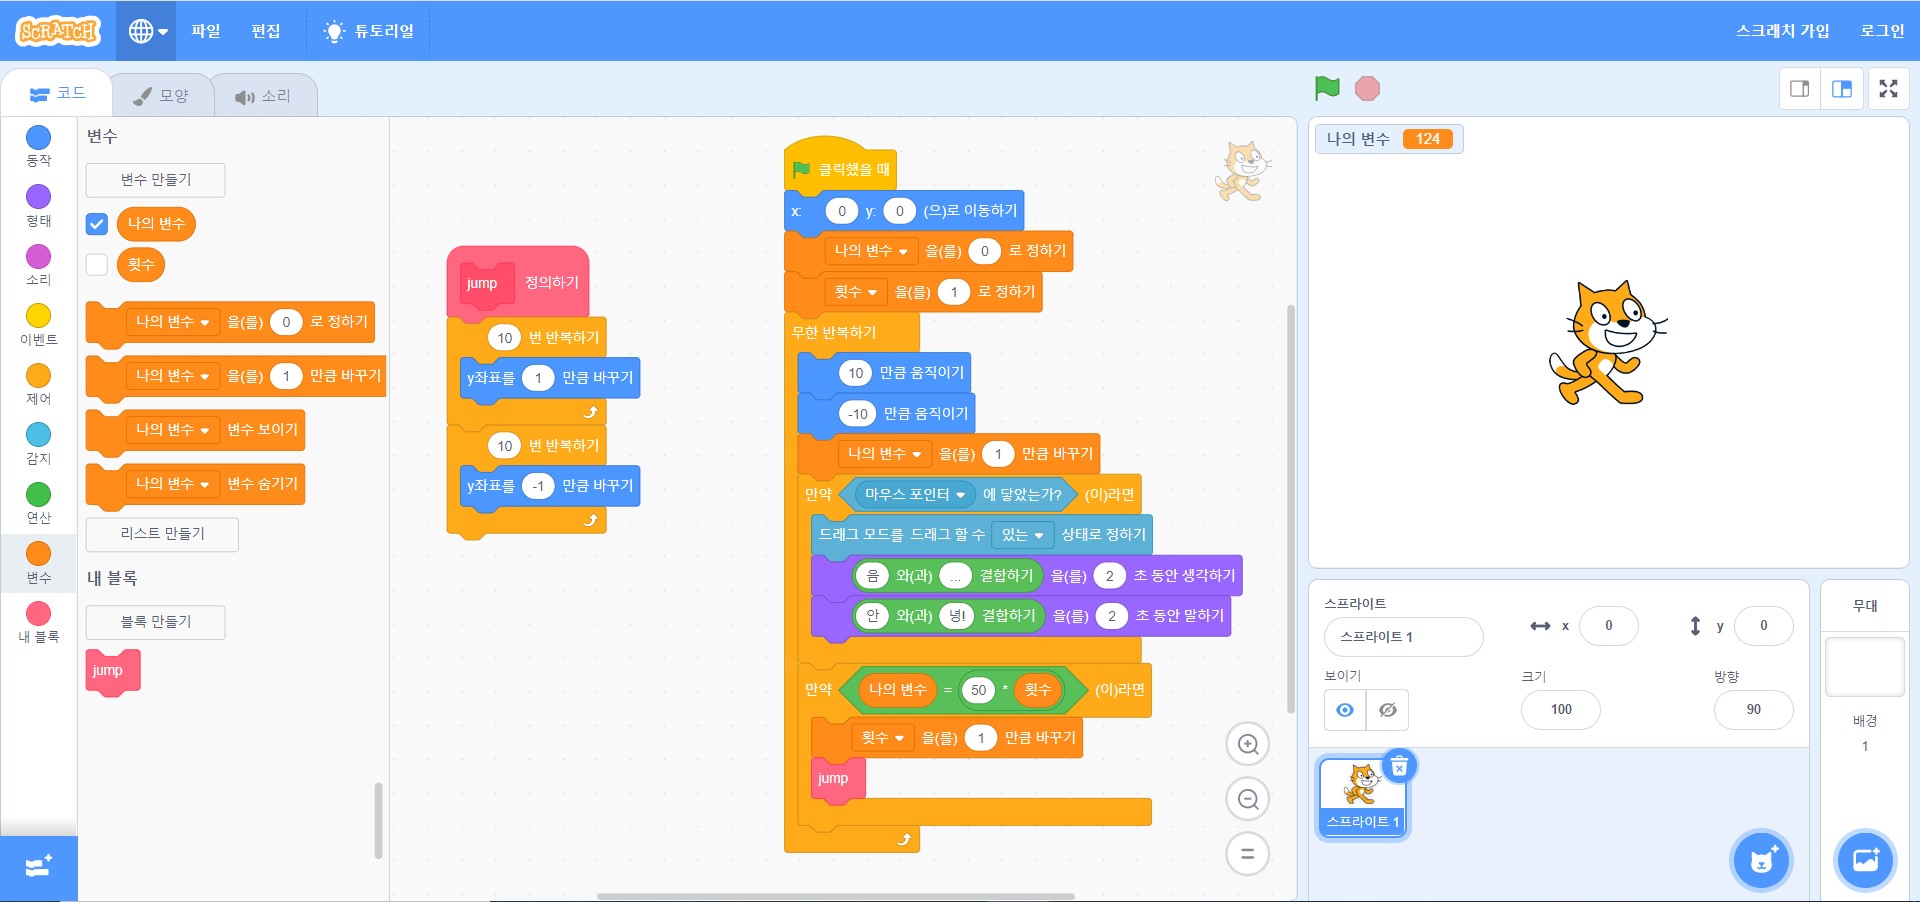 SCRATCH
파일
편집
튜토리얼
스크래치 가입
로그인
코드
모양
소리
동작
형태
소리
이벤트
제어
감지
연산
변수
내 블록
변수
변수 만들기
나의 변수
횟수
나의 변수 을(를) 0 로 정하기
나의 변수 을(를) 1 만큼 바꾸기
나의 변수 변수 보이기
나의 변수 변수 숨기기
리스트 만들기
내 블록
블록 만들기
jump
jump 정의하기
10 번 반복하기
y좌표를 1 만큼 바꾸기
10 번 반복하기
y좌표를 -1 만큼 바꾸기
클릭했을 때
x: 0 y: 0 (으)로 이동하기
나의 변수 을(를) 0 로 정하기
횟수 을(를) 1 로 정하기
무한 반복하기
10 만큼 움직이기
-10 만큼 움직이기
나의 변수 을(를) 1 만큼 바꾸기
만약 마우스 포인터 에 닿았는가? (이)라면
드래그 모드를 드래그 할 수 있는 상태로 정하기
음 와(과) ... 결합하기 을(를) 2 초 동안 생각하기
안 와(과) 녕! 결합하기 을(를) 2 초 동안 말하기
만약 나의 변수 = 50 * 횟수 (이)라면
횟수 을(를) 1 만큼 바꾸기
jump
나의 변수 124
스프라이트
스프라이트 1
x 0
y 0
보이기
크기
100
방향
90
스프라이트 1
무대
배경
1